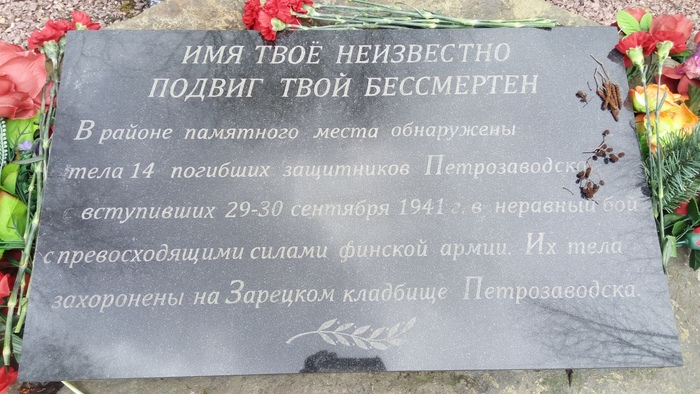 ИМЯ ТВОЁ НЕИЗВЕСТНО
ПОДВИГ ТВОЙ БЕССМЕРТЕН
В районе памятного места обнаружены
тела 14 погибших защитников Петрозаводска
вступивших 29-30 сентября 1941 г. в неравный бой
с превосходящими силами финской армии. Их тела
захоронены на Зарецком кладбище Петрозаводска.